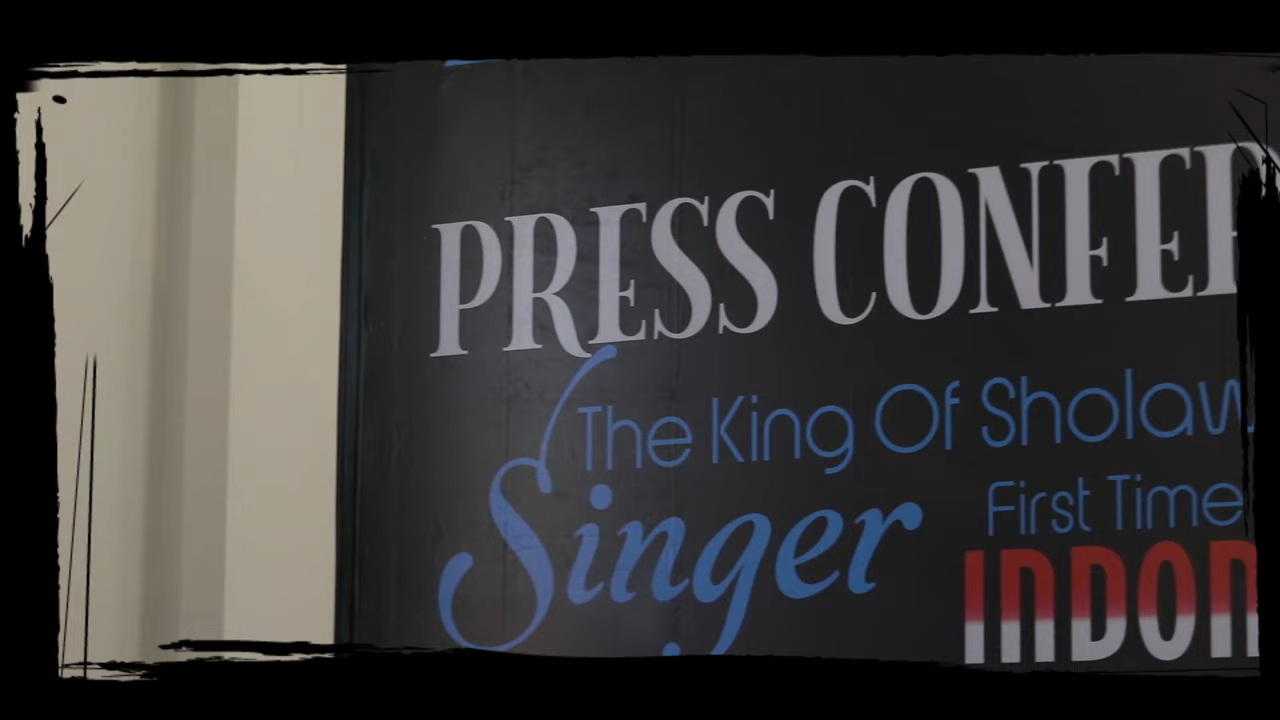 PRESS CONFER
The King Of Sholaw
Singer
First Time
INDON